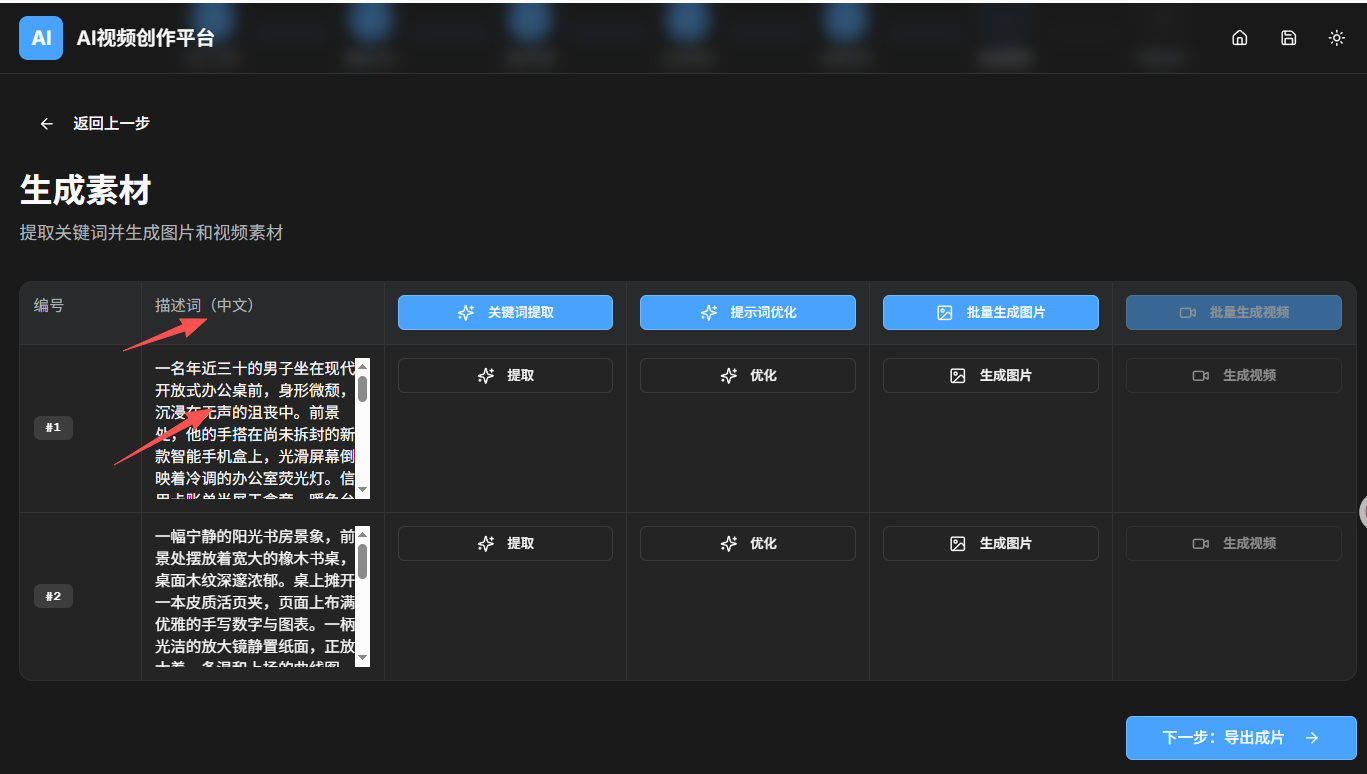 AI
AI视频创作平台
返回上一步
生成素材
提取关键词并生成图片和视频素材
编号
描述词（中文）
关键词提取
提示词优化
批量生成图片
批量生成视频
#1
一名年近三十的男子坐在现代
开放式办公桌前，身形微颓，
沉浸在无声的沮丧中。前景
处，他的手搭在尚未拆封的新
款智能手机盒上，光滑屏幕倒
映着冷调的办公室荧光灯。信
提取
优化
生成图片
生成视频
#2
一幅宁静的阳光书房景象，前
景处摆放着宽大的橡木书桌，
桌面木纹深邃浓郁。桌上摊开
一本皮质活页夹，页面上布满
优雅的手写数字与图表。一柄
光洁的放大镜静置纸面，正放
提取
优化
生成图片
生成视频
下一步：导出成片